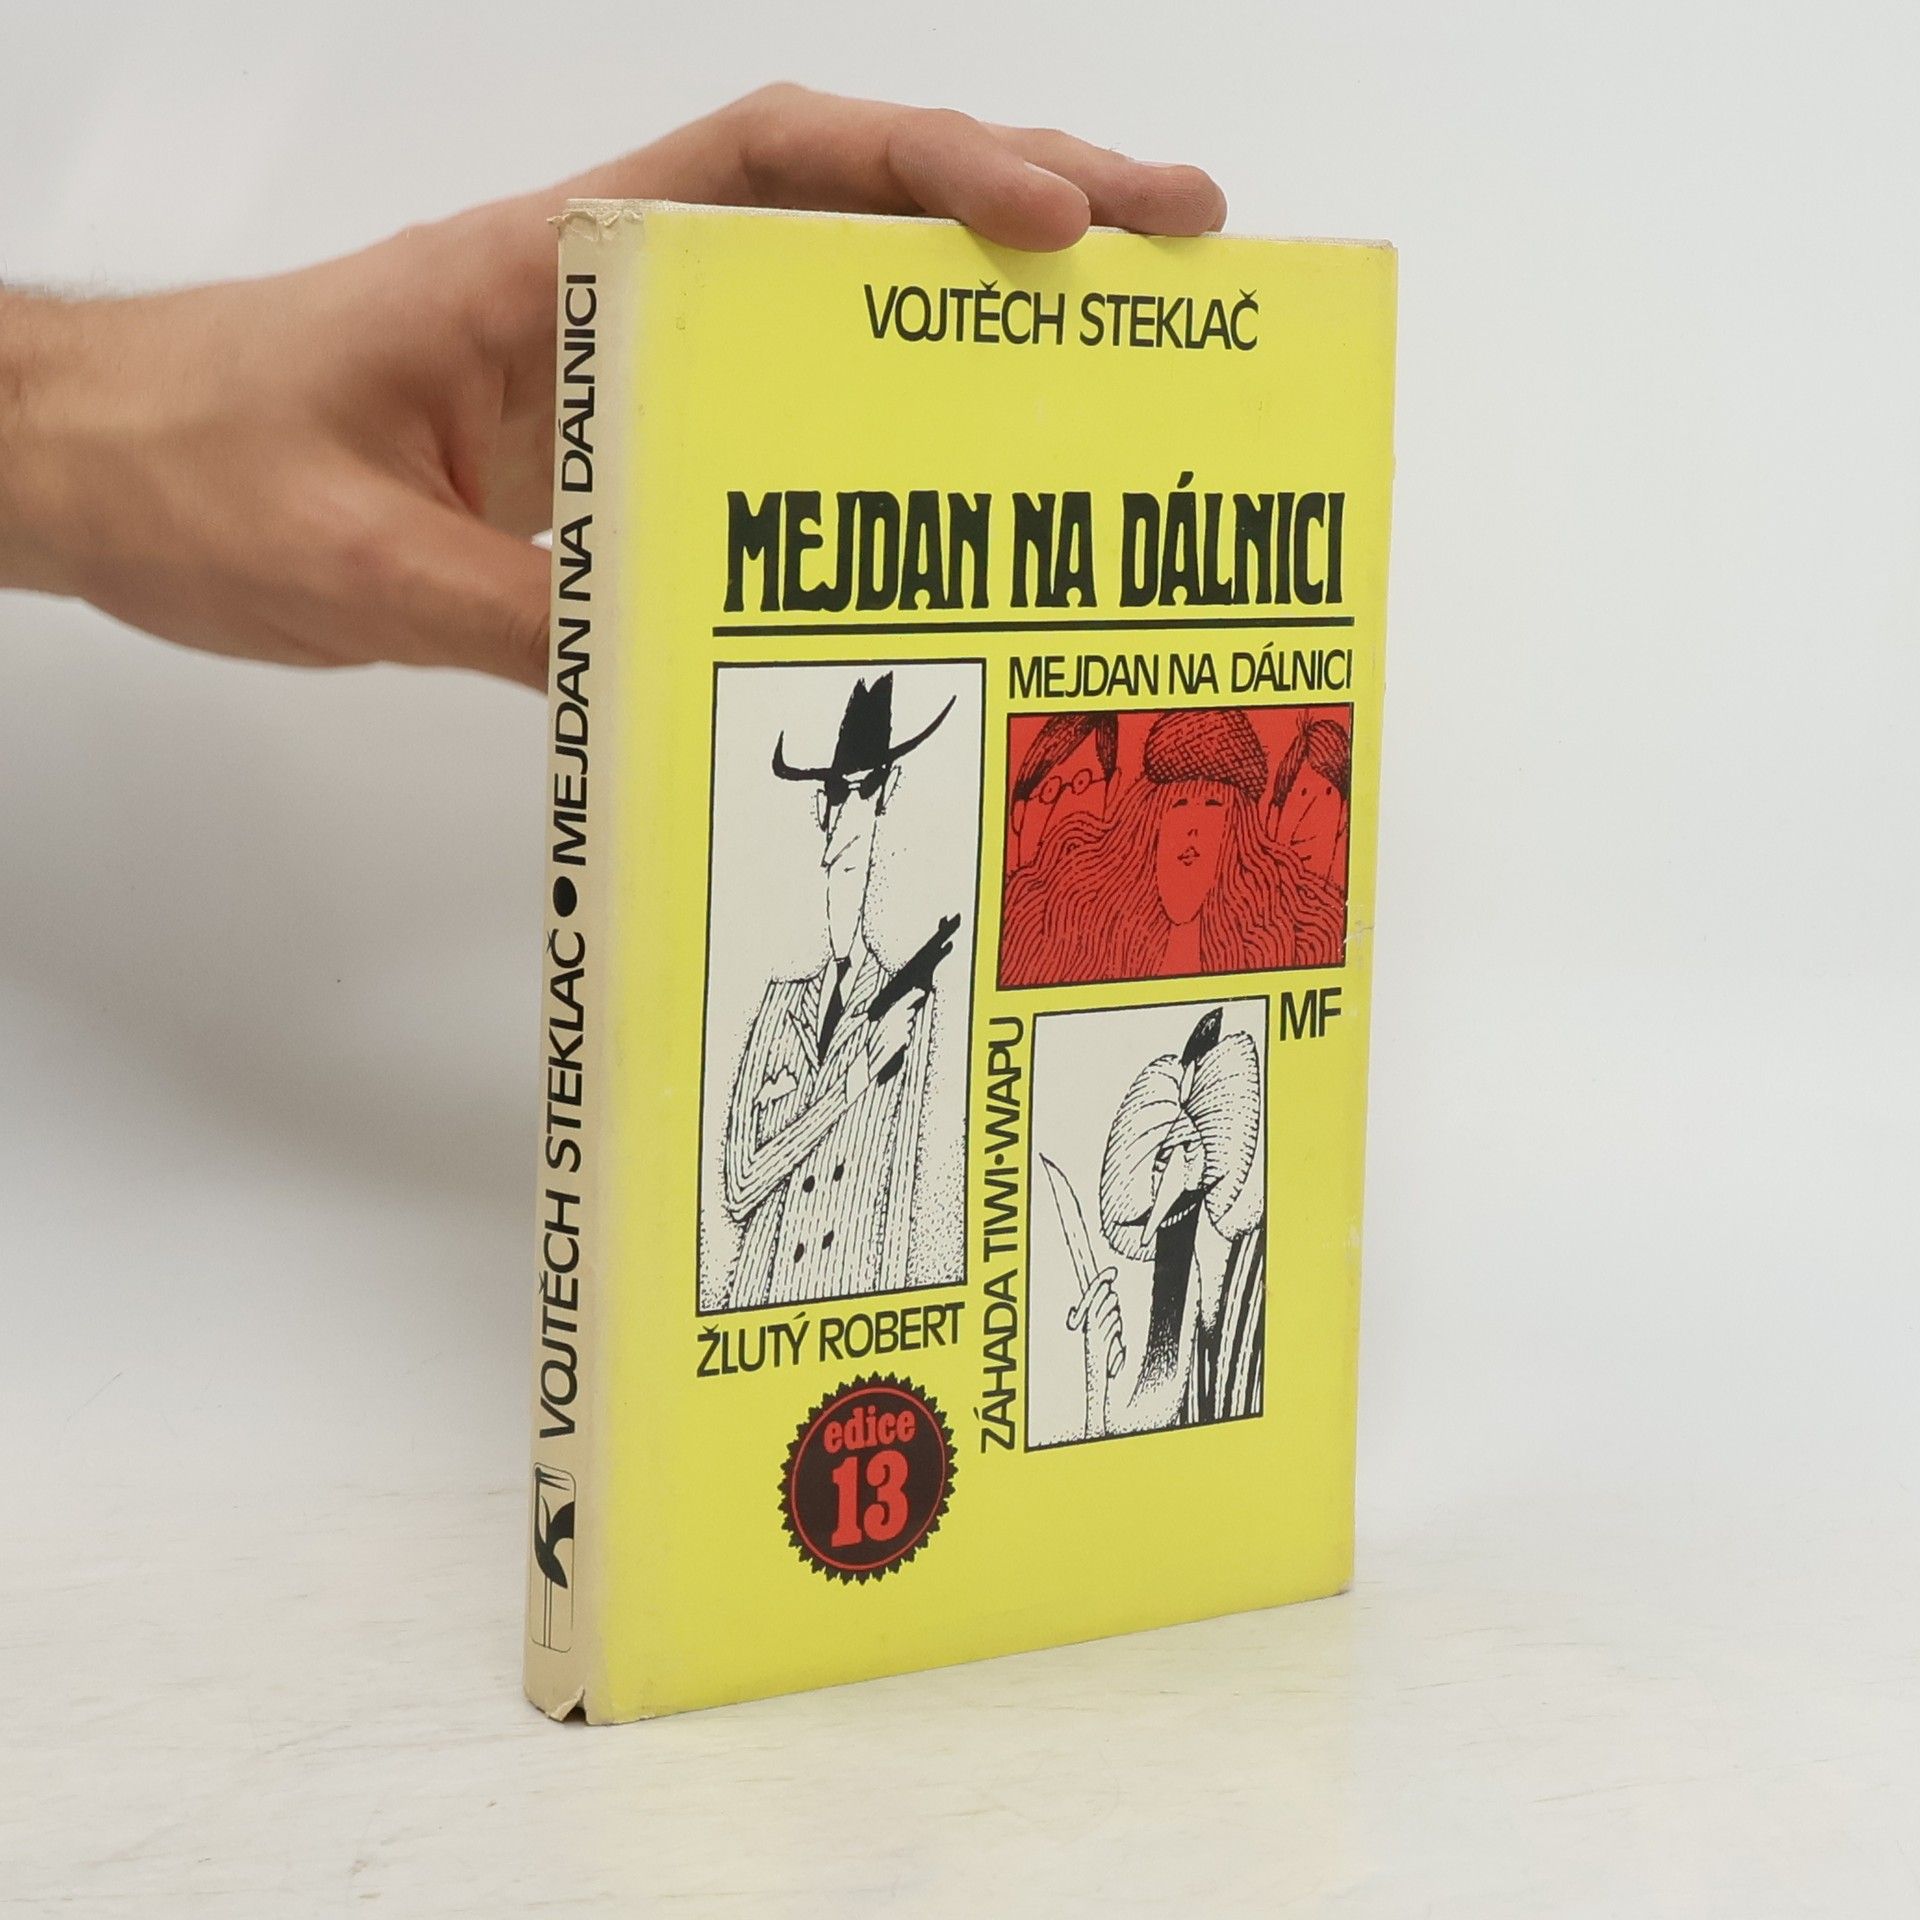 VOJTĚCH STEKLAČ • MEJDAN NA DÁLNICI
VOJTĚCH STEKLAČ
MEJDAN NA DÁLNICI
MEJDAN NA DÁLNICI
MF
ZÁHADA TIWI-WAPU
ŽLUTÝ ROBERT
edice
13